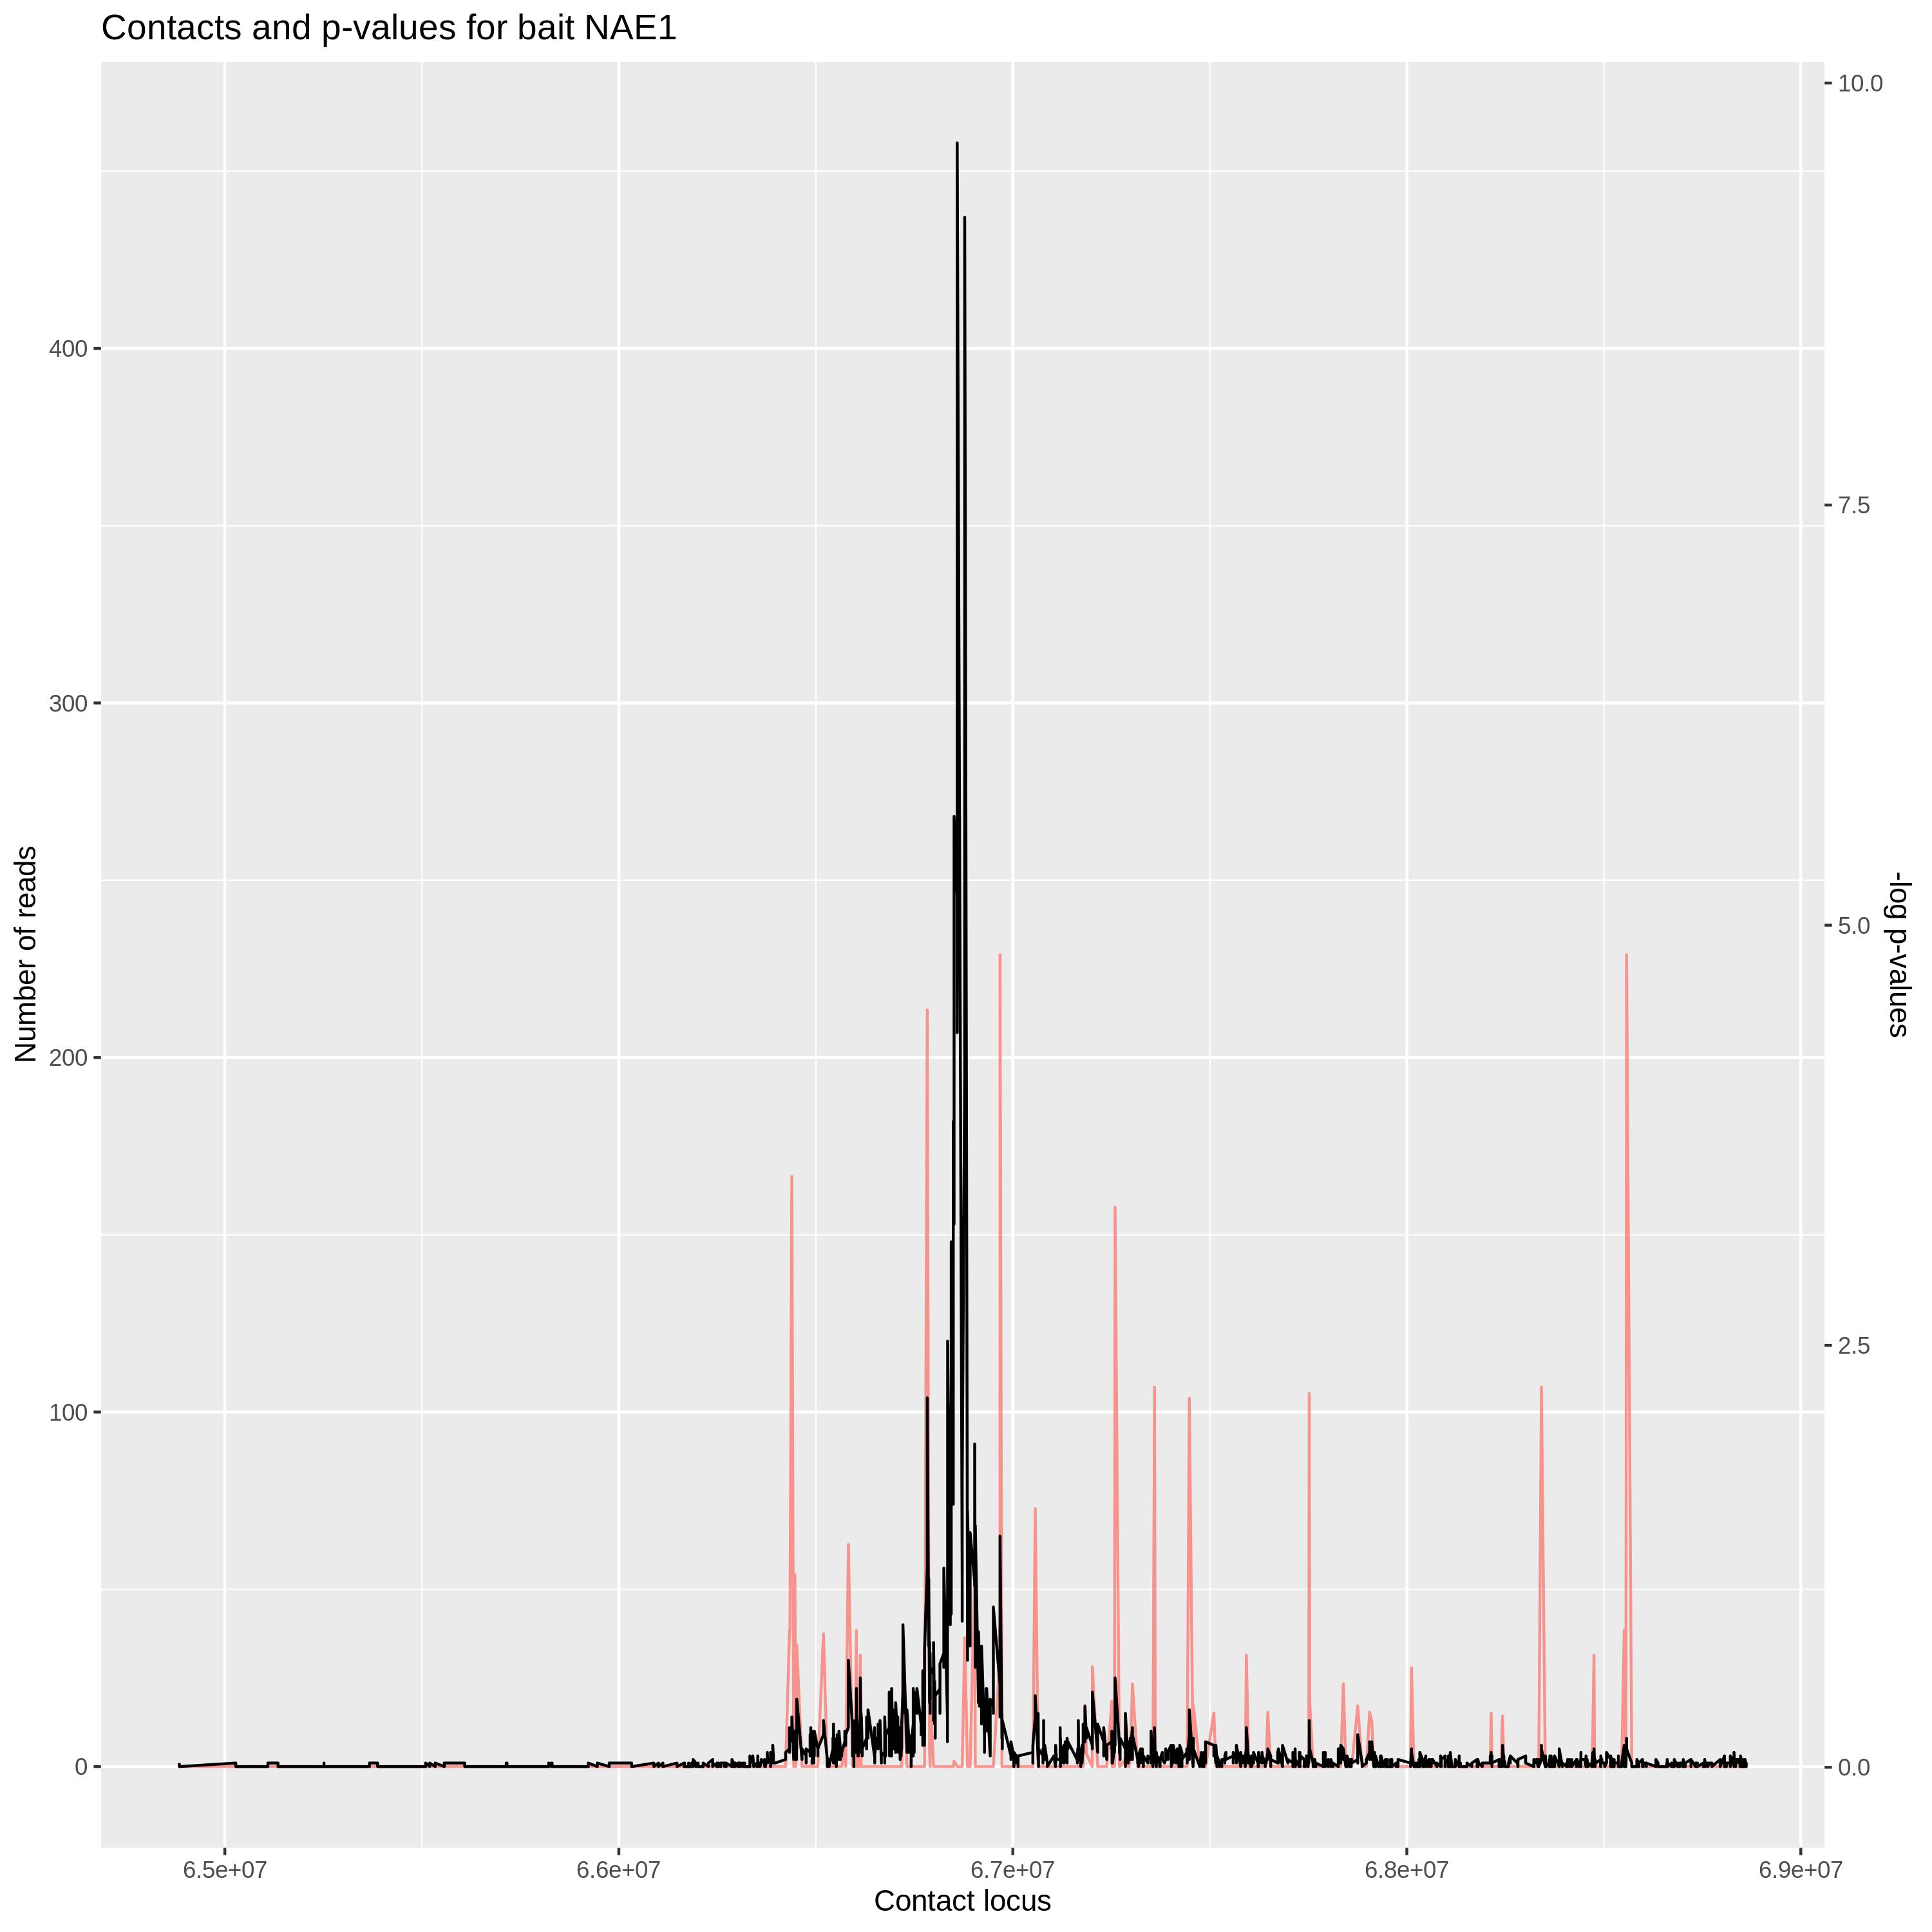 Contacts and p-values for bait NAE1
Number of reads
400
300
200
100
0
10.0
7.5
5.0
2.5
0.0
-log p-values
6.5e+07
6.6e+07
6.7e+07
6.8e+07
6.9e+07
Contact locus